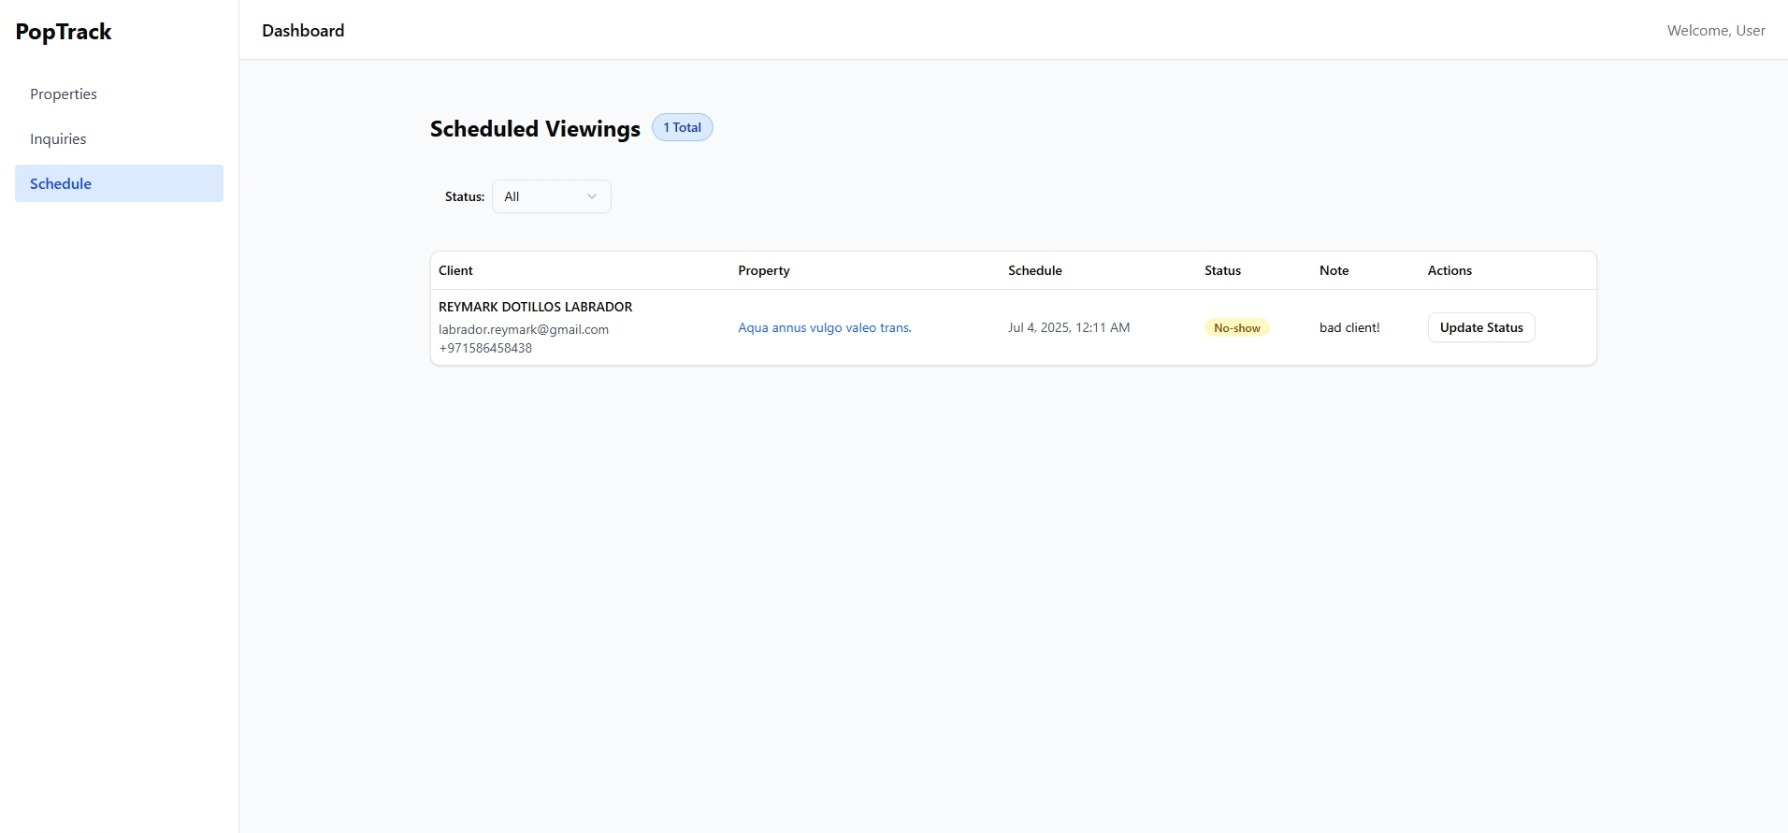 PopTrack
Dashboard
Welcome, User
Properties
Inquiries
Schedule
Scheduled Viewings 1 Total
Status: All
Client Property Schedule Status Note Actions
REYMARK DOTILLOS LABRADOR
labrador.reymark@gmail.com
+971586458438
Aqua annus vulgo valeo trans.
Jul 4, 2025, 12:11 AM
No-show
bad client!
Update Status